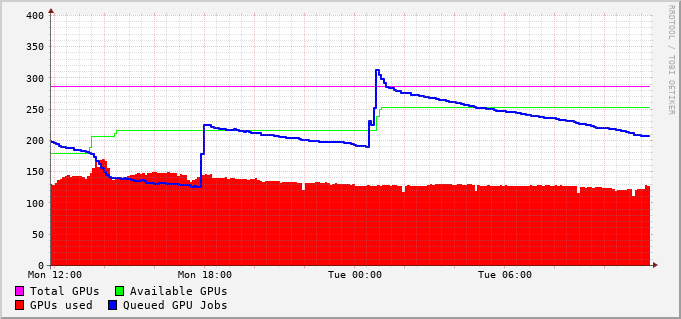 400
350
300
250
200
150
100
50
0
Mon 12:00 Mon 18:00 Tue 00:00 Tue 06:00
Total GPUs Available GPUs
GPUs used Queued GPU Jobs
RRDTOOL / TOBI OETIKER